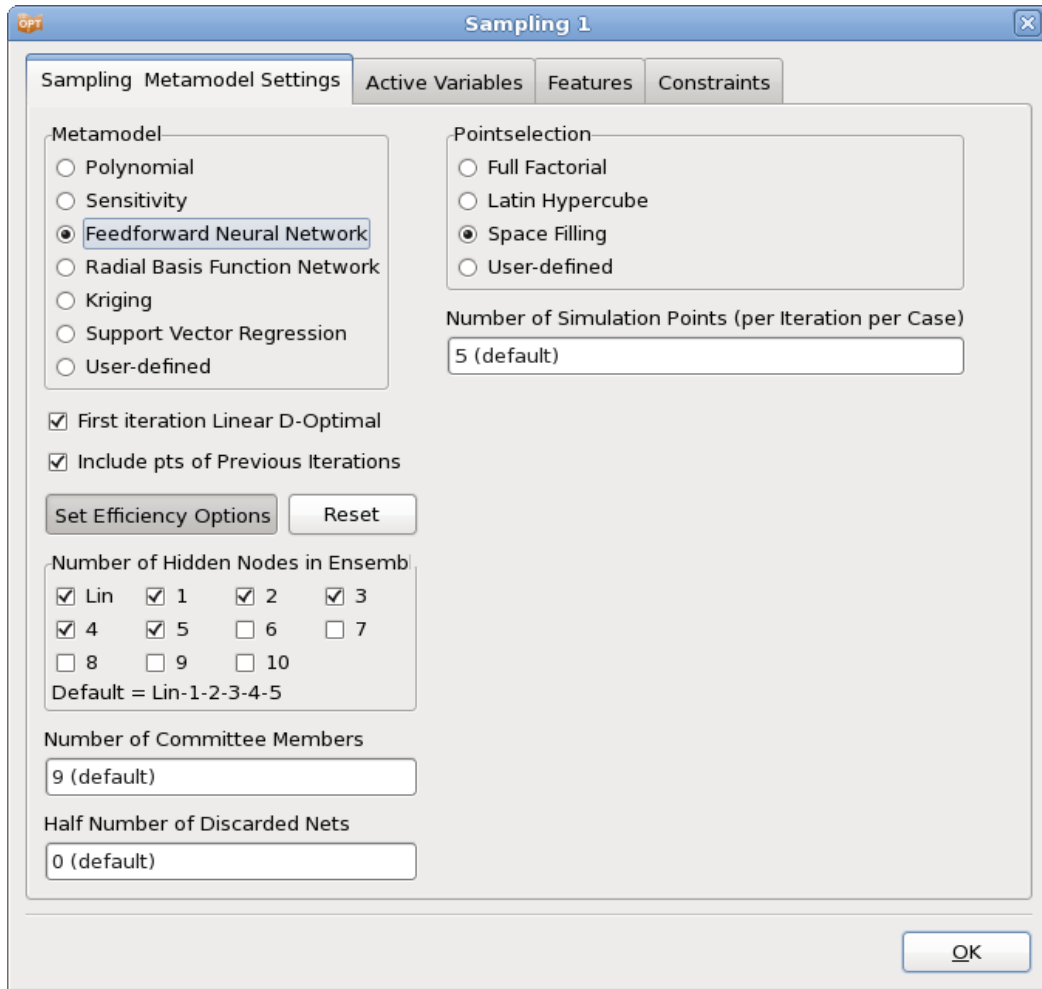 OPT Sampling 1
Sampling Metamodel Settings Active Variables Features Constraints
Metamodel
Polynomial
Sensitivity
Feedforward Neural Network
Radial Basis Function Network
Kriging
Support Vector Regression
User-defined
Pointselection
Full Factorial
Latin Hypercube
Space Filling
User-defined
Number of Simulation Points (per Iteration per Case)
5 (default)
First iteration Linear D-Optimal
Include pts of Previous Iterations
Set Efficiency Options Reset
Number of Hidden Nodes in Ensembl
Lin 1 2 3
4 5 6 7
8 9 10
Default = Lin-1-2-3-4-5
Number of Committee Members
9 (default)
Half Number of Discarded Nets
0 (default)
OK